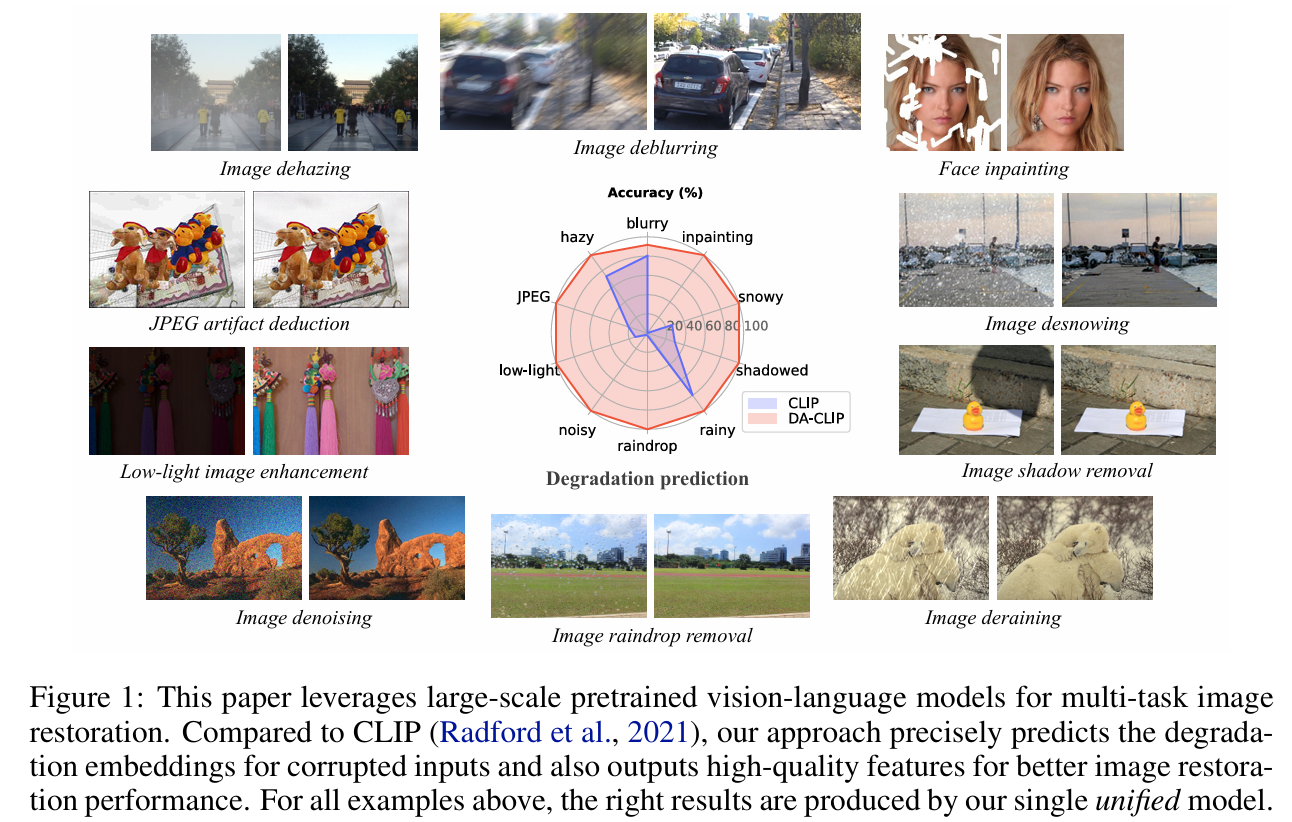 Image dehazing
Image deblurring
Face inpainting
JPEG artifact deduction
Accuracy (%)
blurry
hazy
inpainting
JPEG
snowy
20 40 60 80 100
low-light
shadowed
noisy
rainy
raindrop
CLIP
DA-CLIP
Degradation prediction
Image desnowing
Low-light image enhancement
Image shadow removal
Image denoising
Image raindrop removal
Image deraining
Figure 1: This paper leverages large-scale pretrained vision-language models for multi-task image
restoration. Compared to CLIP (Radford et al., 2021), our approach precisely predicts the degrada-
tion embeddings for corrupted inputs and also outputs high-quality features for better image restora-
tion performance. For all examples above, the right results are produced by our single unified model.